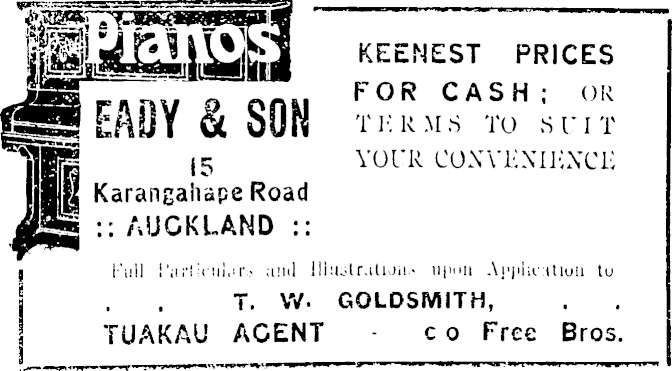 Pianos
EADY & SON
15
Karangahape Road
:: AUCKLAND ::
KEENEST PRICES
FOR CASH; OR
TERMS TO SUIT
YOUR CONVENIENCE
Full Particulars and Illustrations upon Application to
. . T. W. GOLDSMITH, . .
TUAKAU AGENT - c o Free Bros.